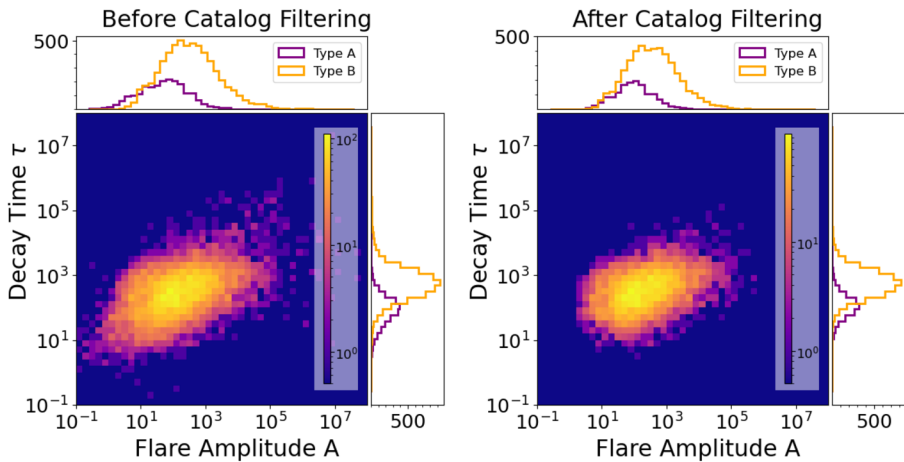 Before Catalog Filtering
500
Type A
Type B
10^7
10^5
10^3
10^1
10^-1
Decay Time τ
10^2
10^1
10^0
10^-1 10^1 10^3 10^5 10^7
500
Flare Amplitude A
After Catalog Filtering
500
Type A
Type B
10^7
10^5
10^3
10^1
10^-1
Decay Time τ
10^1
10^0
10^-1 10^1 10^3 10^5 10^7
500
Flare Amplitude A